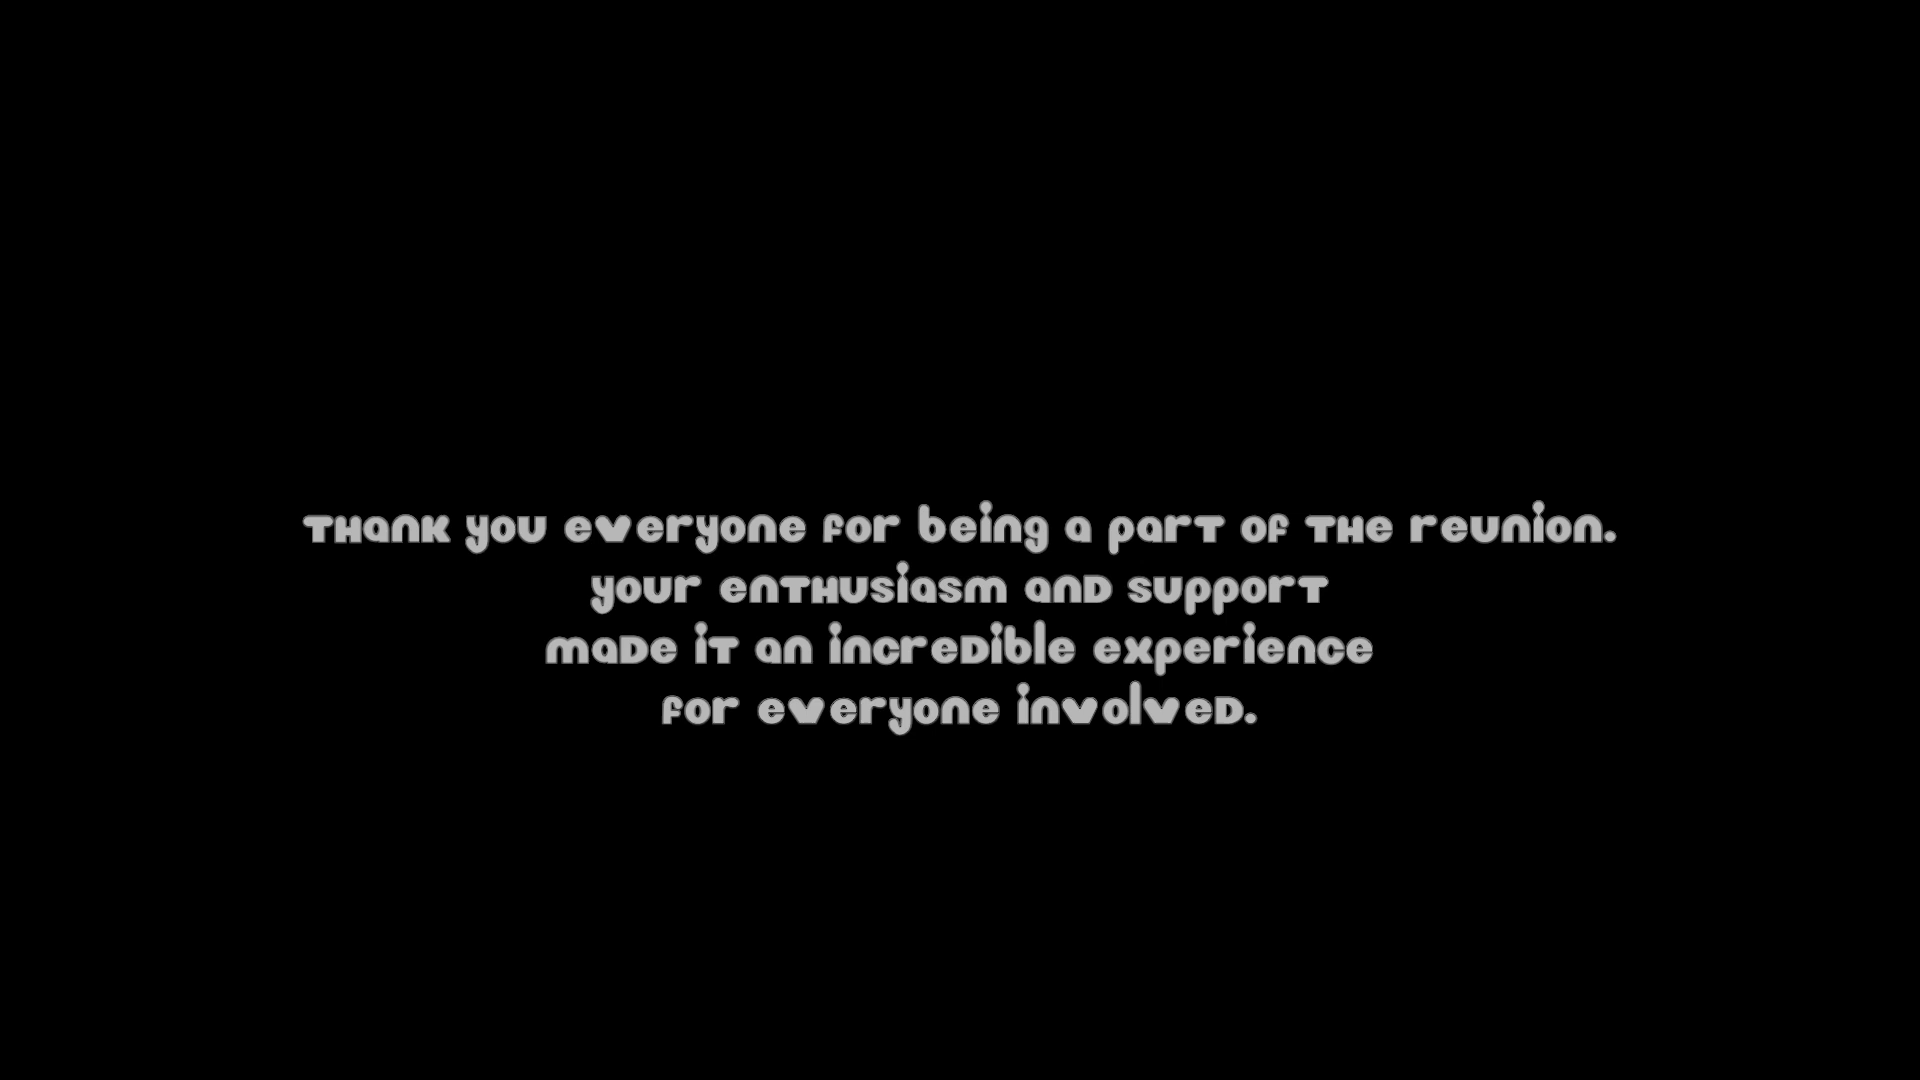 Thank you everyone for being a part of the reunion.
your enthusiasm and support
made it an incredible experience
for everyone involved.